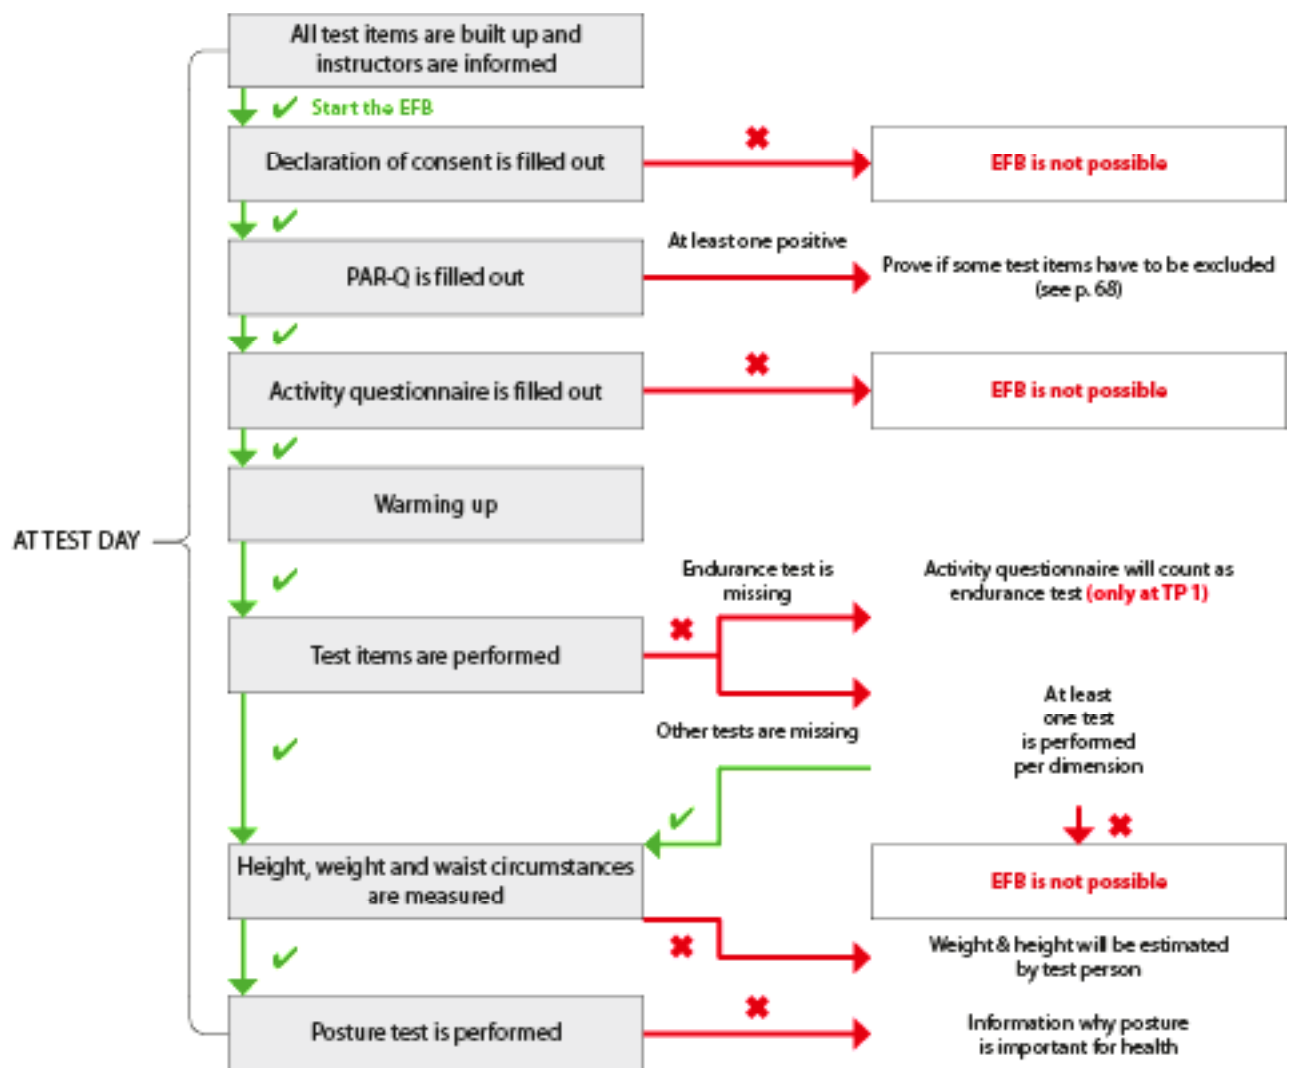 All test items are built up and
instructors are informed
Start the EFB
Declaration of consent is filled out
EFB is not possible
At least one positive
PAR-Q is filled out
Prove if some test items have to be excluded
(see p. 68)
Activity questionnaire is filled out
EFB is not possible
Warming up
AT TEST DAY
Endurance test is
missing
Activity questionnaire will count as
endurance test (only at TP 1)
Test items are performed
Other tests are missing
At least
one test
is performed
per dimension
Height, weight and waist circumstances
are measured
EFB is not possible
Weight & height will be estimated
by test person
Posture test is performed
Information why posture
is important for health